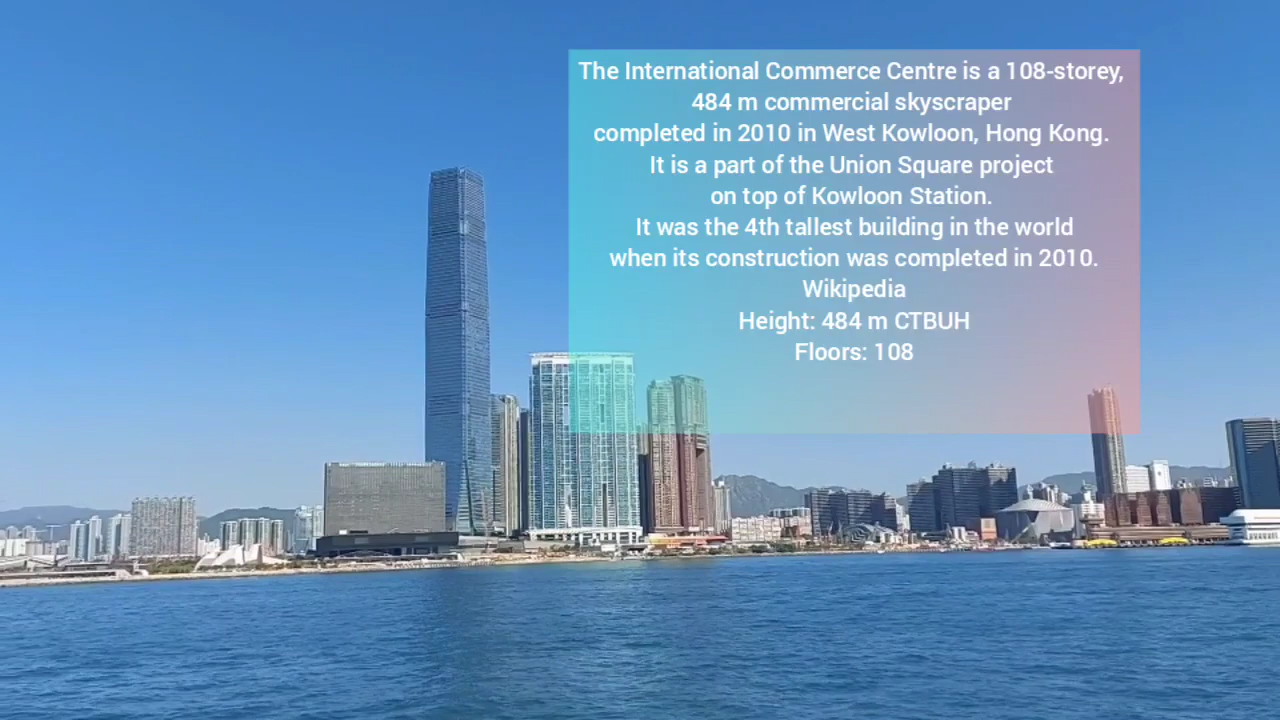 The International Commerce Centre is a 108-storey,
484 m commercial skyscraper
completed in 2010 in West Kowloon, Hong Kong.
It is a part of the Union Square project
on top of Kowloon Station.
It was the 4th tallest building in the world
when its construction was completed in 2010.
Wikipedia
Height: 484 m CTBUH
Floors: 108